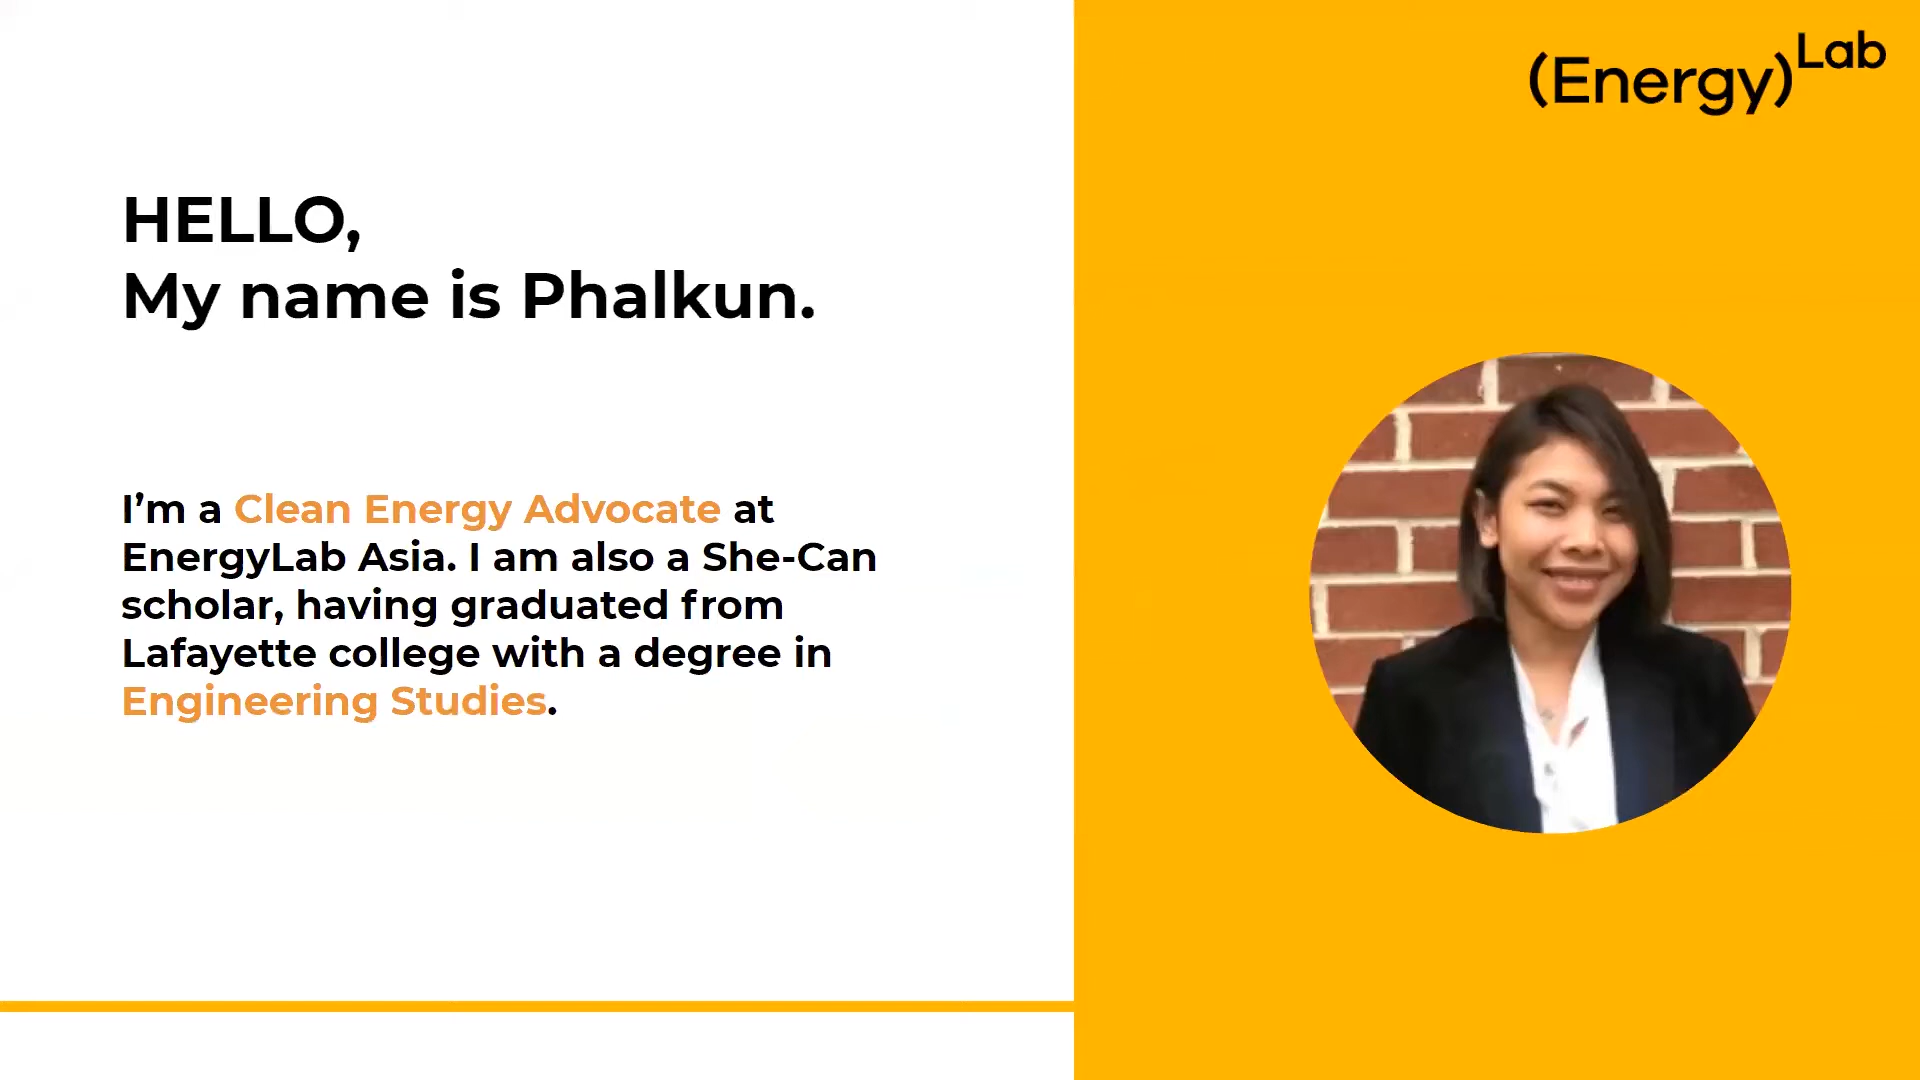 (Energy)Lab
HELLO,
My name is Phalkun.
I’m a Clean Energy Advocate at
EnergyLab Asia. I am also a She-Can
scholar, having graduated from
Lafayette college with a degree in
Engineering Studies.